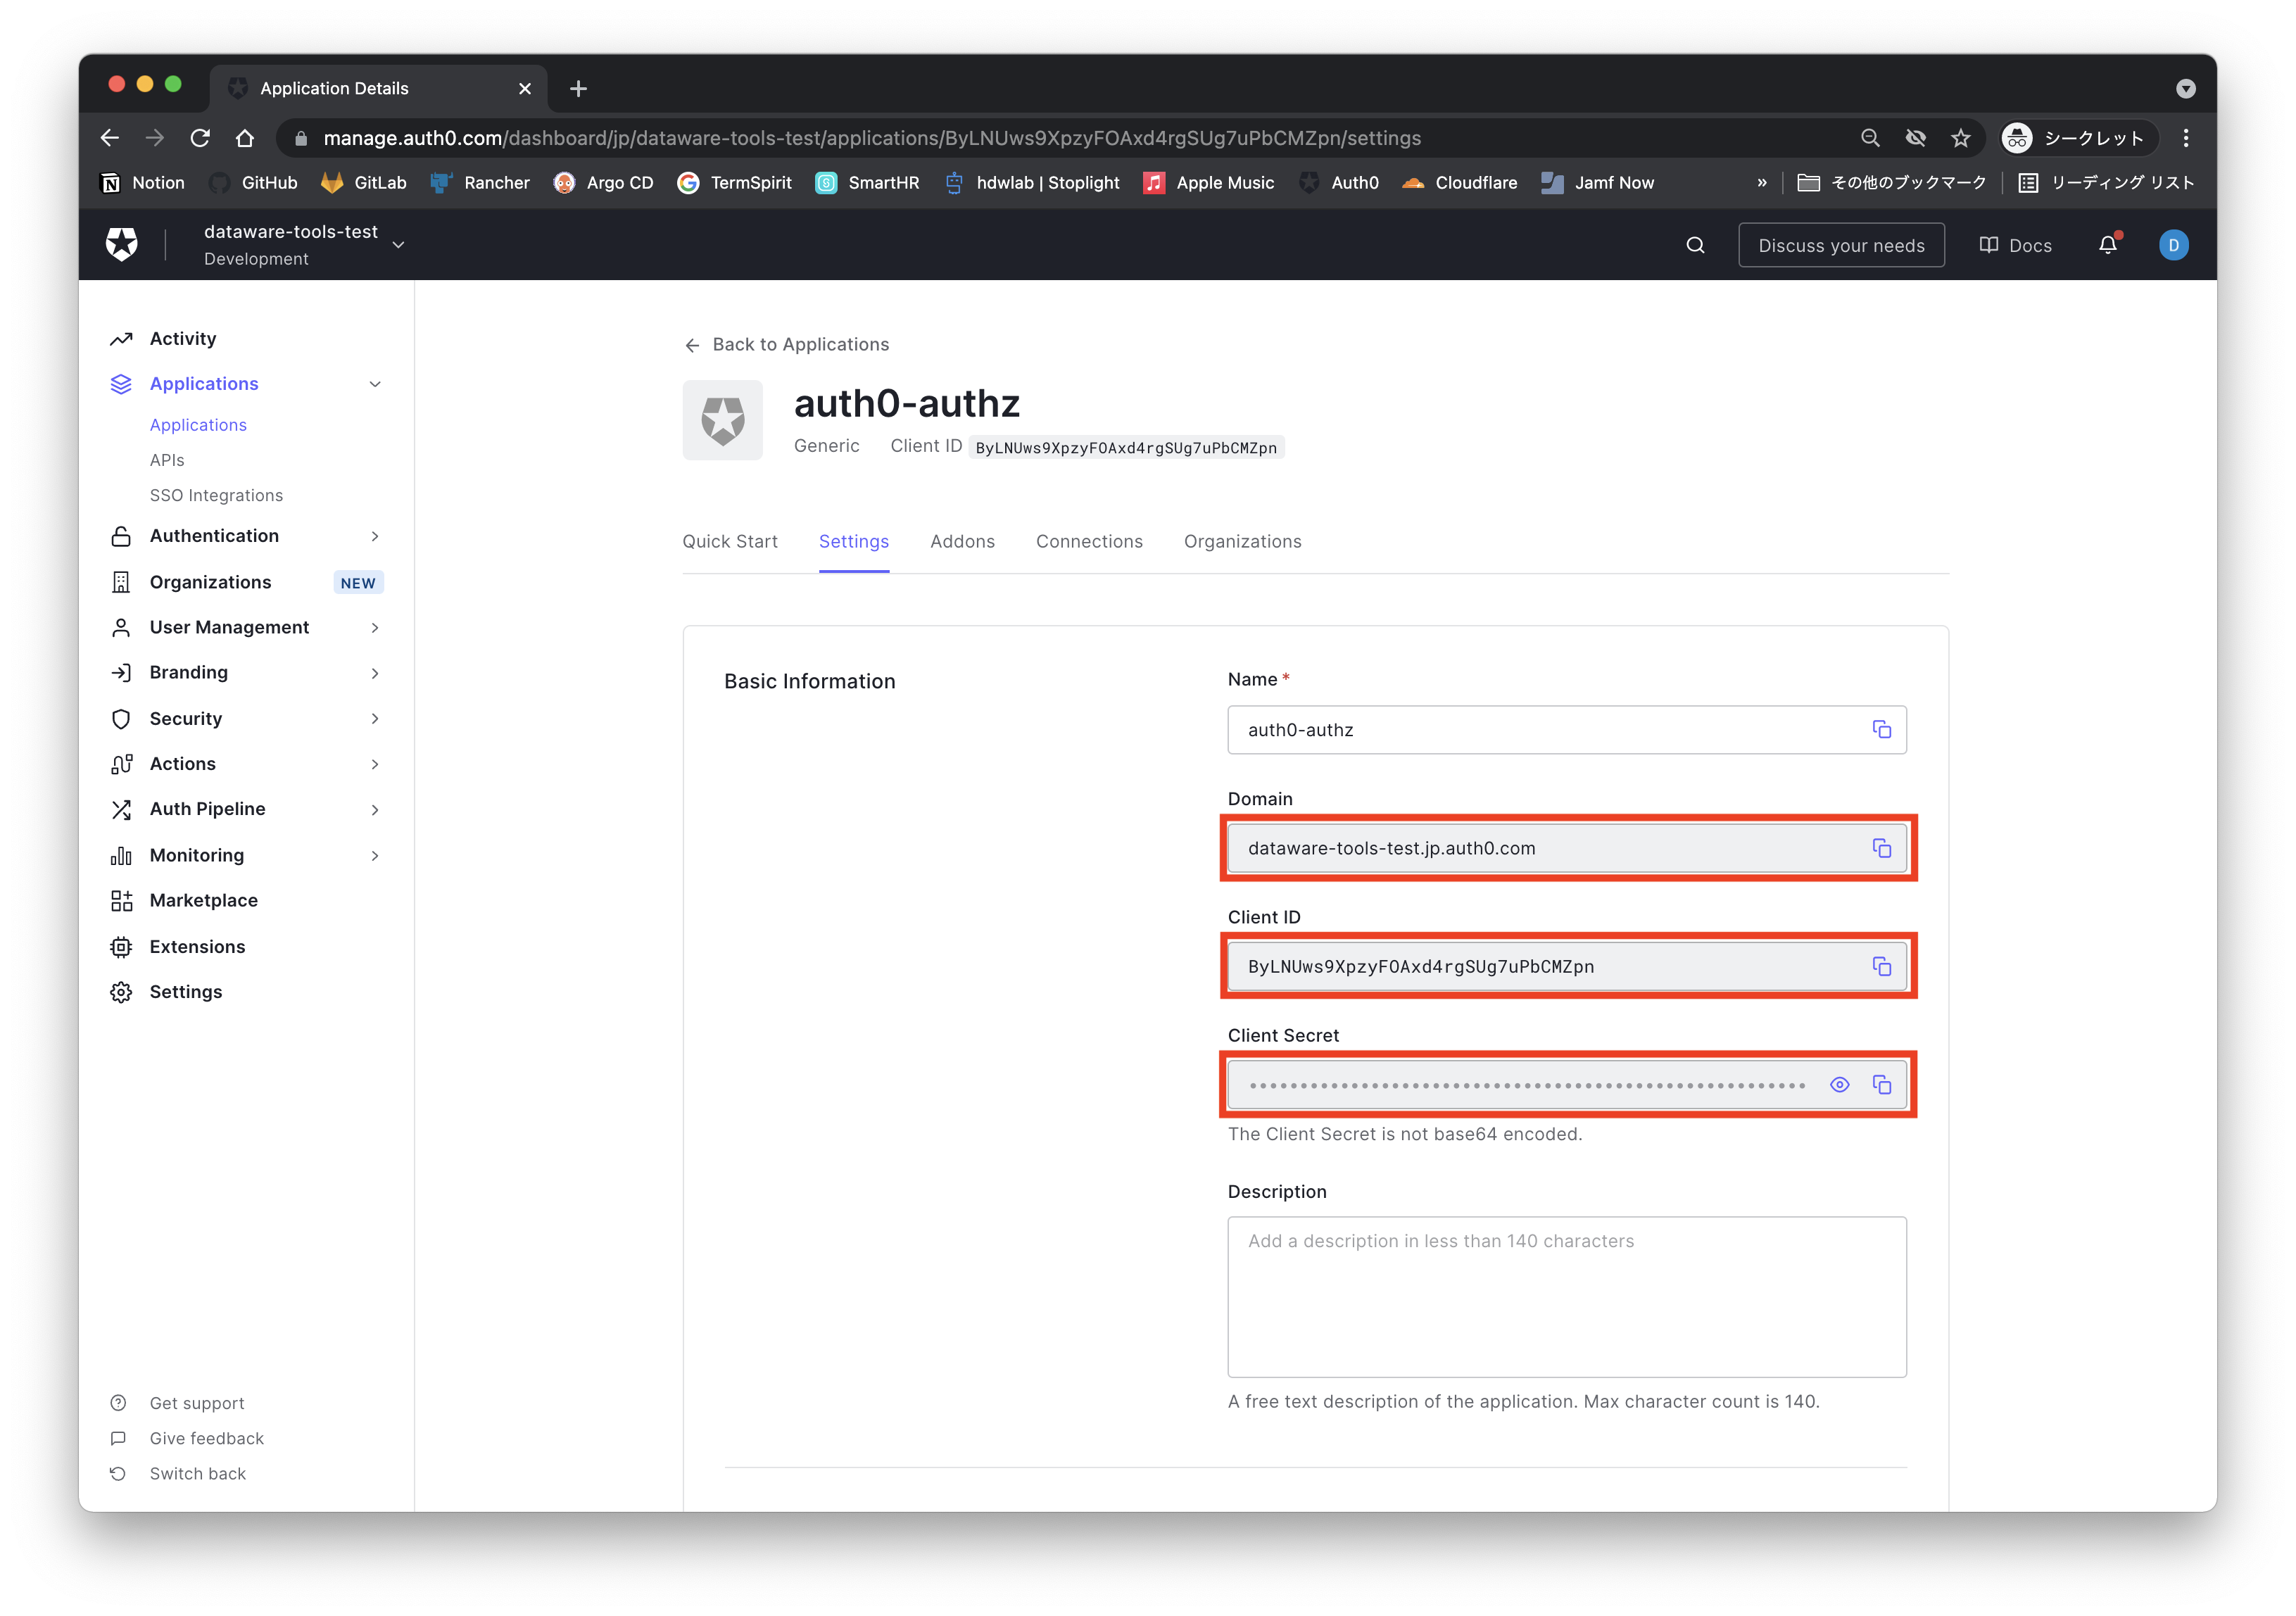 Application Details
manage.auth0.com/dashboard/jp/dataware-tools-test/applications/ByLNUws9XpzyFOAxd4rgSUg7uPbCMZpn/settings
シークレット
Notion GitHub GitLab Rancher Argo CD TermSpirit SmartHR hdwlab | Stoplight Apple Music Auth0 Cloudflare Jamf Now » その他のブックマーク リーディング リスト
dataware-tools-test
Development
Discuss your needs
Docs
D
Activity
Applications
Applications
APIs
SSO Integrations
Authentication
Organizations NEW
User Management
Branding
Security
Actions
Auth Pipeline
Monitoring
Marketplace
Extensions
Settings
Get support
Give feedback
Switch back
Back to Applications
auth0-authz
Generic Client ID ByLNUws9XpzyFOAxd4rgSUg7uPbCMZpn
Quick Start Settings Addons Connections Organizations
Basic Information
Name *
auth0-authz
Domain
dataware-tools-test.jp.auth0.com
Client ID
ByLNUws9XpzyFOAxd4rgSUg7uPbCMZpn
Client Secret
The Client Secret is not base64 encoded.
Description
Add a description in less than 140 characters
A free text description of the application. Max character count is 140.